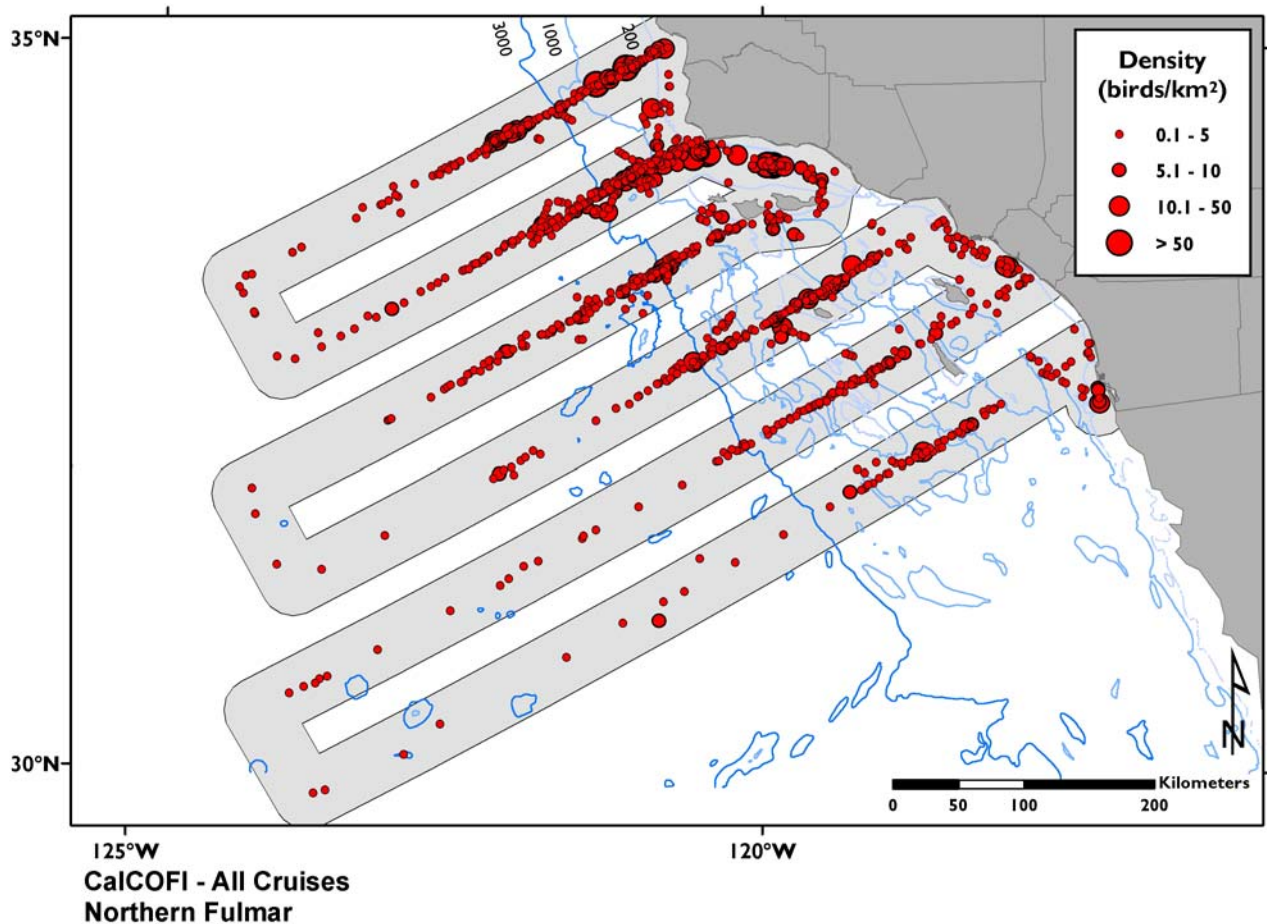 35°N
3000
1000
200
Density
(birds/km²)
0.1 - 5
5.1 - 10
10.1 - 50
> 50
30°N
N
Kilometers
0 50 100 200
125°W
120°W
CalCOFI - All Cruises
Northern Fulmar